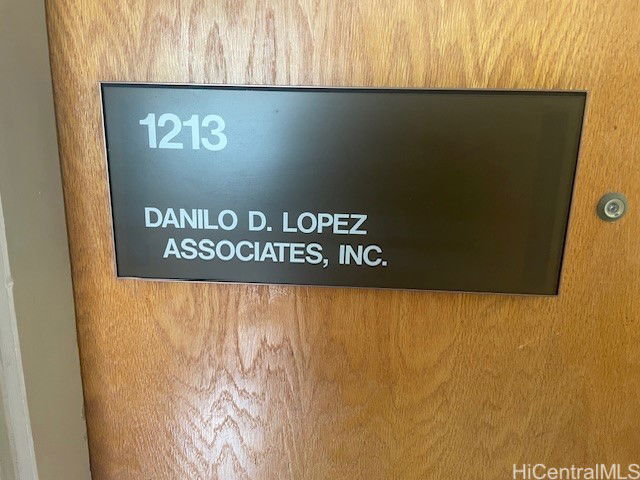 1213
DANILO D. LOPEZ
ASSOCIATES, INC.
HiCentralMLS